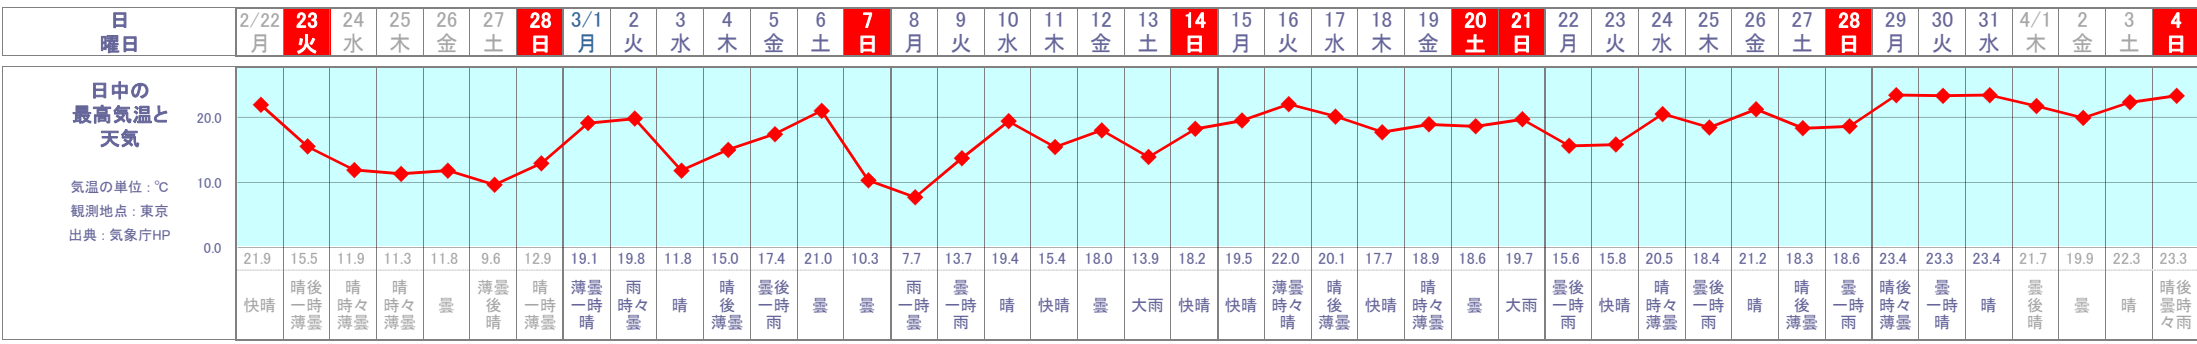 日 2/22 23 24 25 26 27 28 3/1 2 3 4 5 6 7 8 9 10 11 12 13 14 15 16 17 18 19 20 21 22 23 24 25 26 27 28 29 30 31 4/1 2 3 4
曜日 月 火 水 木 金 土 日 月 火 水 木 金 土 日 月 火 水 木 金 土 日 月 火 水 木 金 土 日 月 火 水 木 金 土 日 月 火 水 木 金 土 日
日中の
最高気温と
天気
気温の単位：℃
観測地点：東京
出典：気象庁HP
20.0
10.0
0.0
21.9 15.5 11.9 11.3 11.8 9.6 12.9 19.1 19.8 11.8 15.0 17.4 21.0 10.3 7.7 13.7 19.4 15.4 18.0 13.9 18.2 19.5 22.0 20.1 17.7 18.9 18.6 19.7 15.6 15.8 20.5 18.4 21.2 18.3 18.6 23.4 23.3 23.4 21.7 19.9 22.3 23.3
快晴
晴後
一時
薄曇
晴
時々
薄曇
晴
時々
薄曇
曇
薄曇
後
晴
晴
一時
薄曇
薄曇
一時
晴
雨
時々
曇
晴
晴
後
薄曇
曇後
一時
雨
曇
曇
雨
一時
曇
曇
一時
雨
晴
快晴
曇
大雨
快晴
快晴
薄曇
時々
晴
晴
後
薄曇
快晴
晴
時々
薄曇
曇
大雨
曇後
一時
雨
快晴
晴
時々
薄曇
曇後
一時
雨
晴
晴
後
薄曇
曇
一時
雨
晴後
時々
薄曇
曇
一時
晴
晴
曇
後
晴
曇
晴
晴後
曇時
々雨